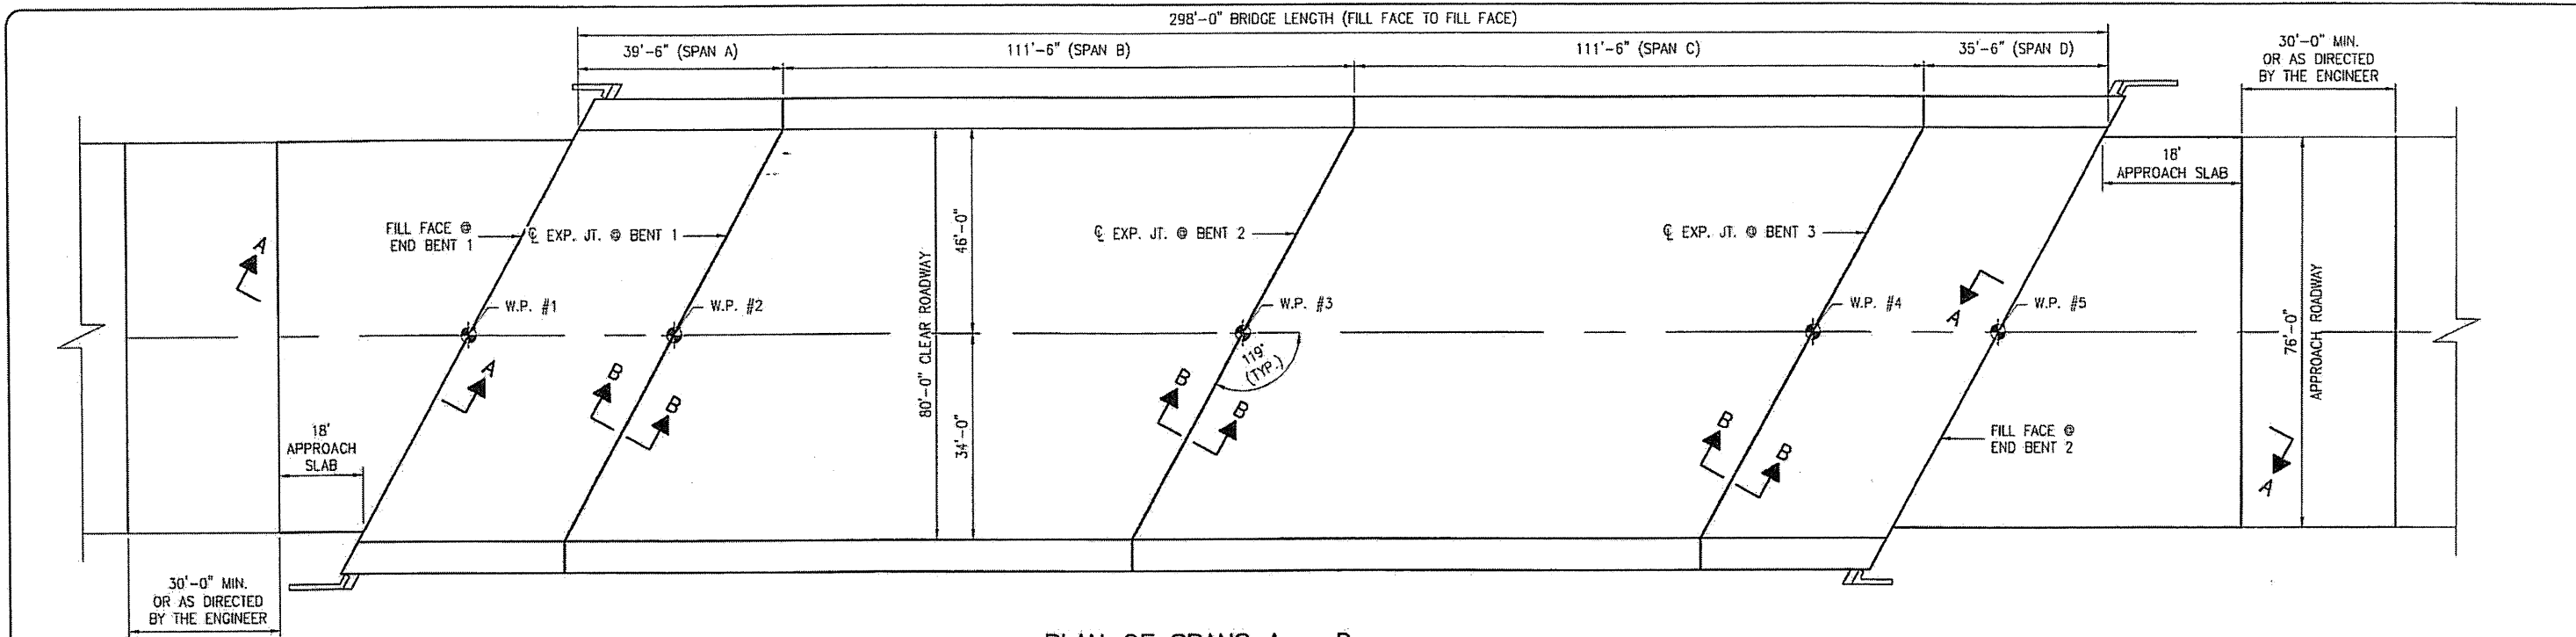 298'-0" BRIDGE LENGTH (FILL FACE TO FILL FACE)
39'-6" (SPAN A)
111'-6" (SPAN B)
111'-6" (SPAN C)
35'-6" (SPAN D)
30'-0" MIN.
OR AS DIRECTED
BY THE ENGINEER
18'
APPROACH SLAB
FILL FACE @
END BENT 1
℄ EXP. JT. @ BENT 1
℄ EXP. JT. @ BENT 2
℄ EXP. JT. @ BENT 3
46'-0"
80'-0" CLEAR ROADWAY
34'-0"
A
W.P. #1
W.P. #2
W.P. #3
W.P. #4
W.P. #5
A
119°
(TYP.)
A
B
B
B
B
B
B
76'-0"
APPROACH ROADWAY
18'
APPROACH
SLAB
FILL FACE @
END BENT 2
A
30'-0" MIN.
OR AS DIRECTED
BY THE ENGINEER